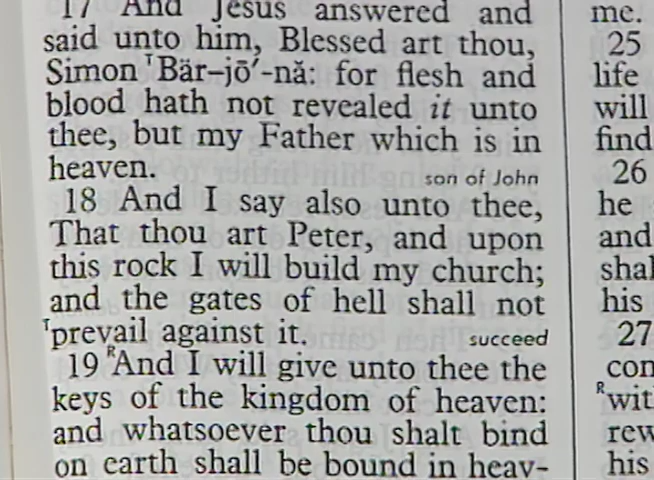 17 And Jesus answered and
said unto him, Blessed art thou,
Simon ᵀBär–jō′-nă: for flesh and
blood hath not revealed it unto
thee, but my Father which is in
heaven. son of John
18 And I say also unto thee,
That thou art Peter, and upon
this rock I will build my church;
and the gates of hell shall not
ᵀprevail against it. succeed
19 ᴿAnd I will give unto thee the
keys of the kingdom of heaven:
and whatsoever thou shalt bind
on earth shall be bound in heav-
me.
25
life
will
find
26
he
and
shal
his
27
con
ᴿwit
rew
his